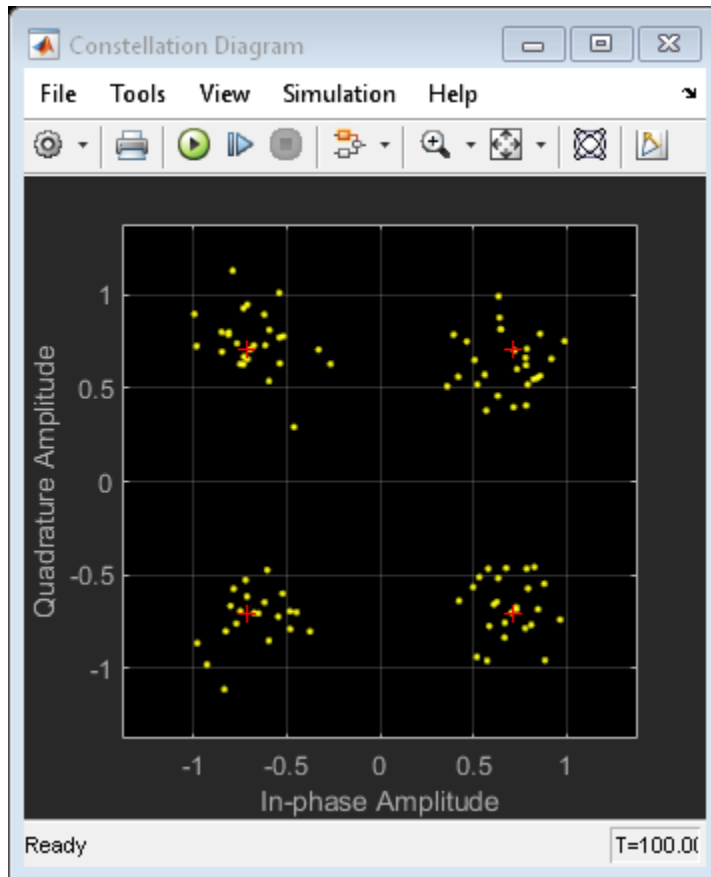 Constellation Diagram
File Tools View Simulation Help
1
0.5
0
-0.5
-1
Quadrature Amplitude
-1 -0.5 0 0.5 1
In-phase Amplitude
Ready T=100.00